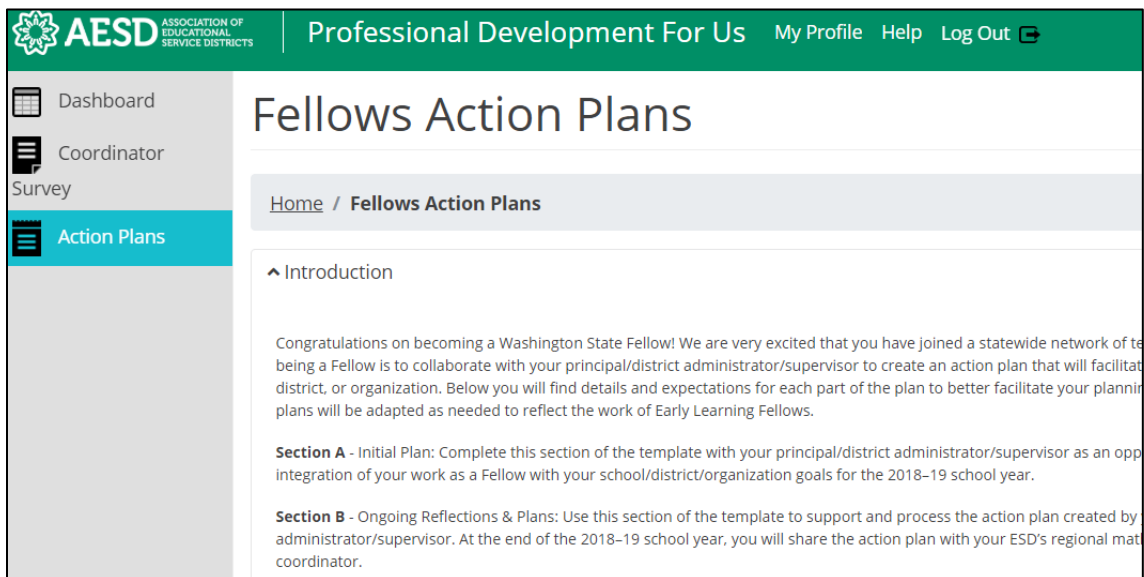 AESD ASSOCIATION OF
EDUCATIONAL
SERVICE DISTRICTS
Professional Development For Us My Profile Help Log Out
Dashboard
Coordinator
Survey
Action Plans
Fellows Action Plans
Home / Fellows Action Plans
Introduction
Congratulations on becoming a Washington State Fellow! We are very excited that you have joined a statewide network of
being a Fellow is to collaborate with your principal/district administrator/supervisor to create an action plan that will
district, or organization. Below you will find details and expectations for each part of the plan to better facilitate your
plans will be adapted as needed to reflect the work of Early Learning Fellows.
Section A - Initial Plan: Complete this section of the template with your principal/district administrator/supervisor as an
integration of your work as a Fellow with your school/district/organization goals for the 2018–19 school year.
Section B - Ongoing Reflections & Plans: Use this section of the template to support and process the action plan created by
administrator/supervisor. At the end of the 2018–19 school year, you will share the action plan with your ESD's regional
coordinator.